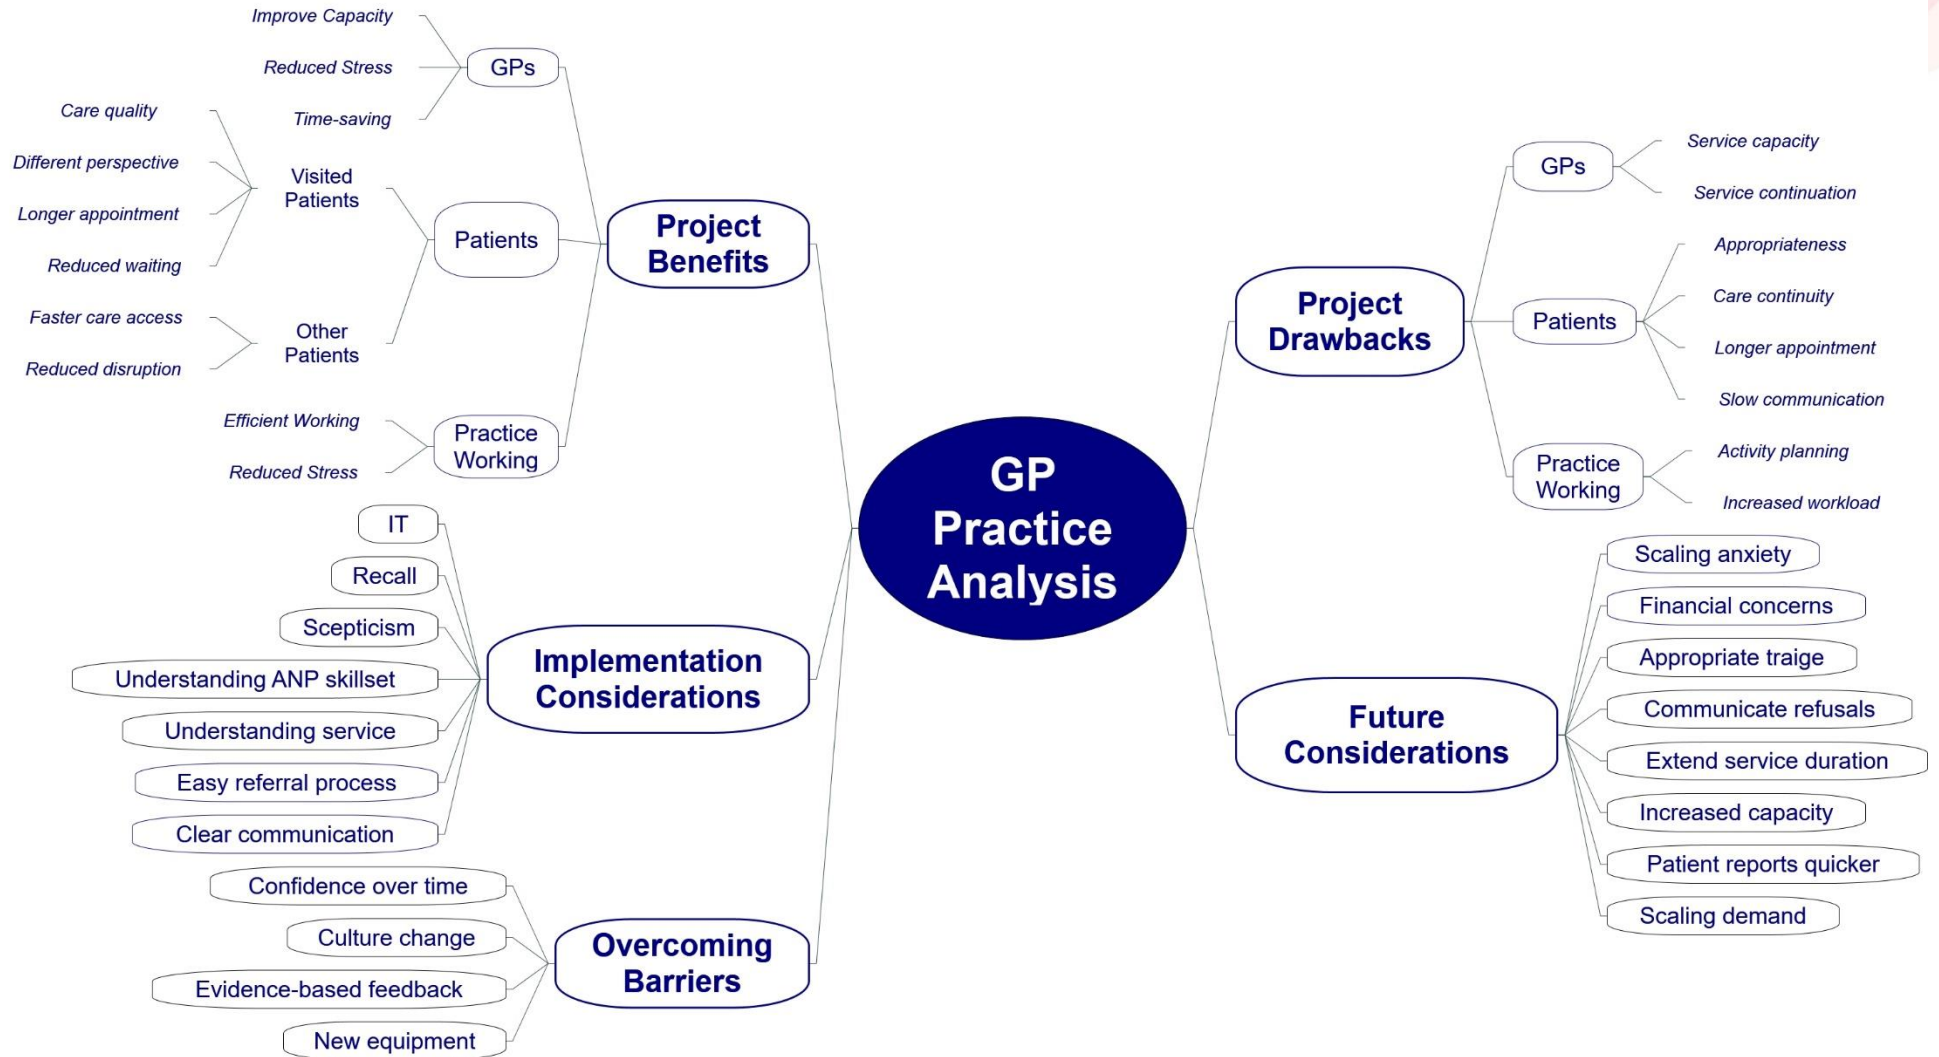 Improve Capacity
Reduced Stress
Time-saving
GPs
Care quality
Different perspective
Longer appointment
Reduced waiting
Visited
Patients
Faster care access
Reduced disruption
Other
Patients
Patients
Efficient Working
Reduced Stress
Practice
Working
Project
Benefits
IT
Recall
Scepticism
Understanding ANP skillset
Understanding service
Easy referral process
Clear communication
Implementation
Considerations
Confidence over time
Culture change
Evidence-based feedback
New equipment
Overcoming
Barriers
GP
Practice
Analysis
Project
Drawbacks
GPs
Service capacity
Service continuation
Patients
Appropriateness
Care continuity
Longer appointment
Slow communication
Practice
Working
Activity planning
Increased workload
Future
Considerations
Scaling anxiety
Financial concerns
Appropriate traige
Communicate refusals
Extend service duration
Increased capacity
Patient reports quicker
Scaling demand